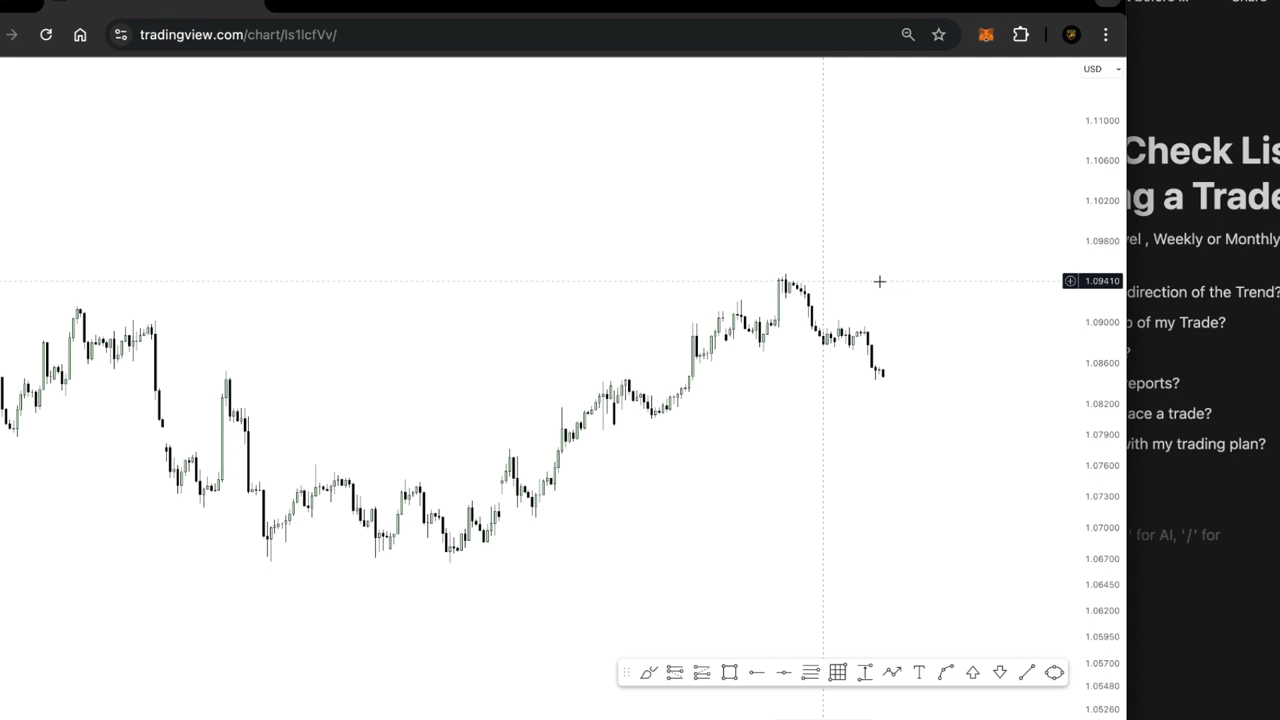 tradingview.com/chart/Is1lcfVv/
USD
1.11000
1.10600
1.10200
1.09800
1.09410
1.09000
1.08600
1.08200
1.07900
1.07600
1.07300
1.07000
1.06700
1.06450
1.06200
1.05950
1.05700
1.05480
1.05260
Check Lis
ng a Trade
vel , Weekly or Monthly
direction of the Trend?
p of my Trade?
?
reports?
ace a trade?
with my trading plan?
' for AI, '/' for